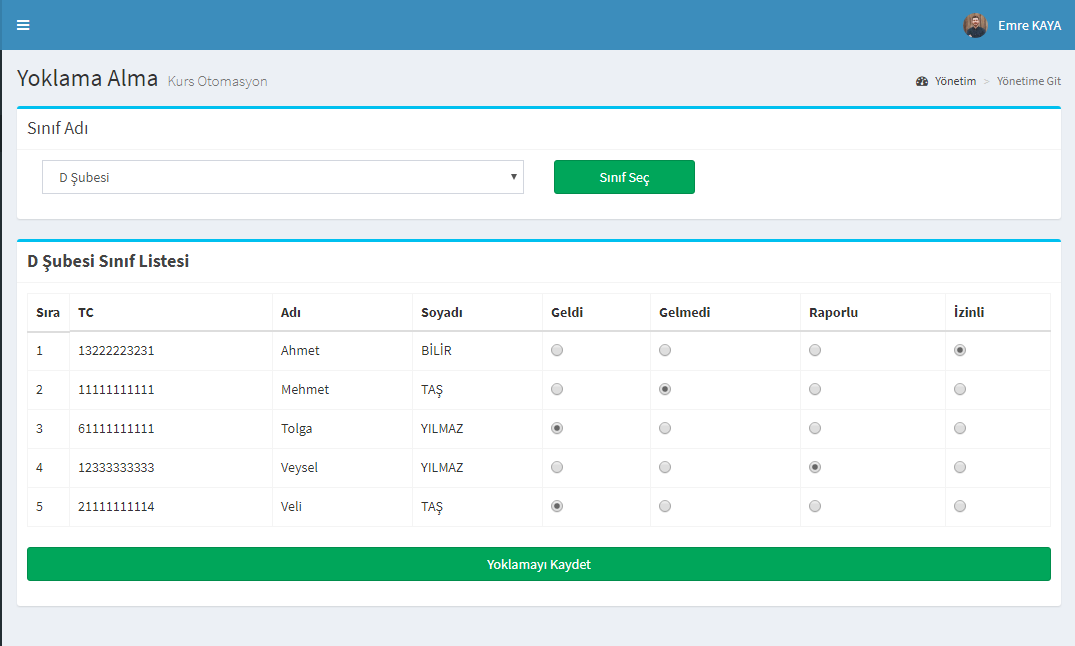 Emre KAYA
Yoklama Alma Kurs Otomasyon
Yönetim > Yönetime Git
Sınıf Adı
D Şubesi
Sınıf Seç
D Şubesi Sınıf Listesi
Sıra TC Adı Soyadı Geldi Gelmedi Raporlu İzinli
1 13222223231 Ahmet BİLİR
2 11111111111 Mehmet TAŞ
3 61111111111 Tolga YILMAZ
4 12333333333 Veysel YILMAZ
5 21111111114 Veli TAŞ
Yoklamayı Kaydet